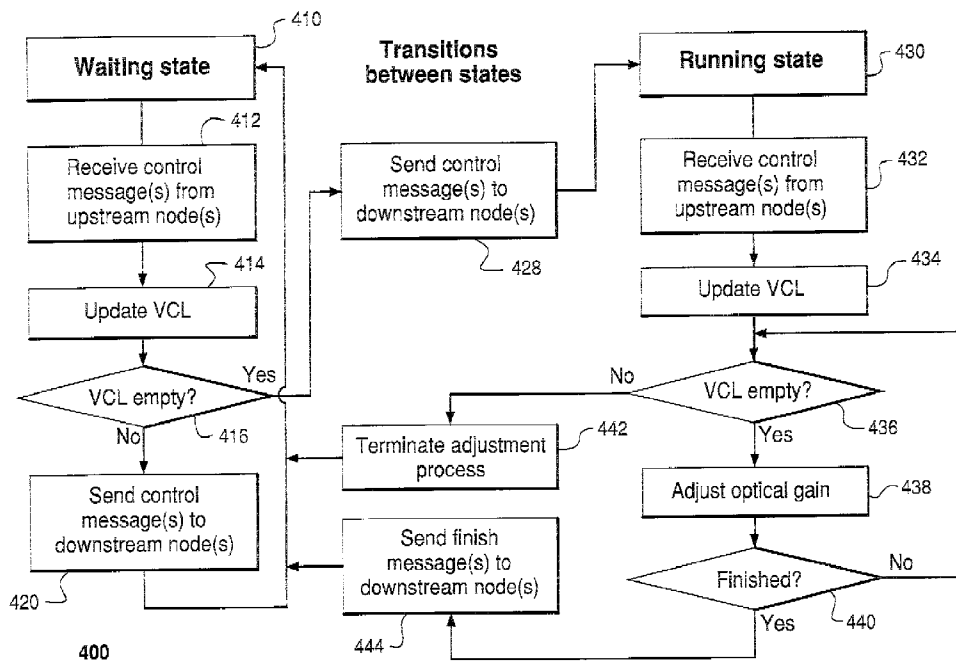 410
Waiting state
Transitions
between states
Running state
430
412
Receive control
message(s) from
upstream node(s)
Send control
message(s) to
downstream node(s)
428
Receive control
message(s) from
upstream node(s)
432
414
Update VCL
434
Update VCL
VCL empty?
Yes
No
416
No
VCL empty?
Yes
436
442
Terminate adjustment
process
Adjust optical gain
438
Send control
message(s) to
downstream node(s)
420
Send finish
message(s) to
downstream node(s)
444
Finished?
No
Yes
440
400